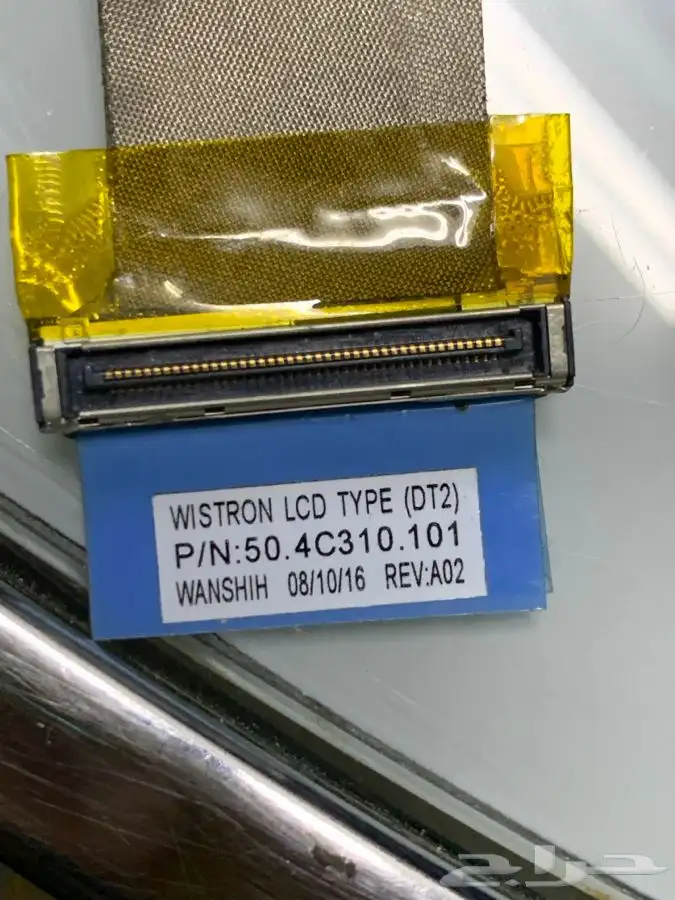 WISTRON LCD TYPE (DT2)
P/N:50.4C310.101
WANSHIH 08/10/16 REV:A02
حراج